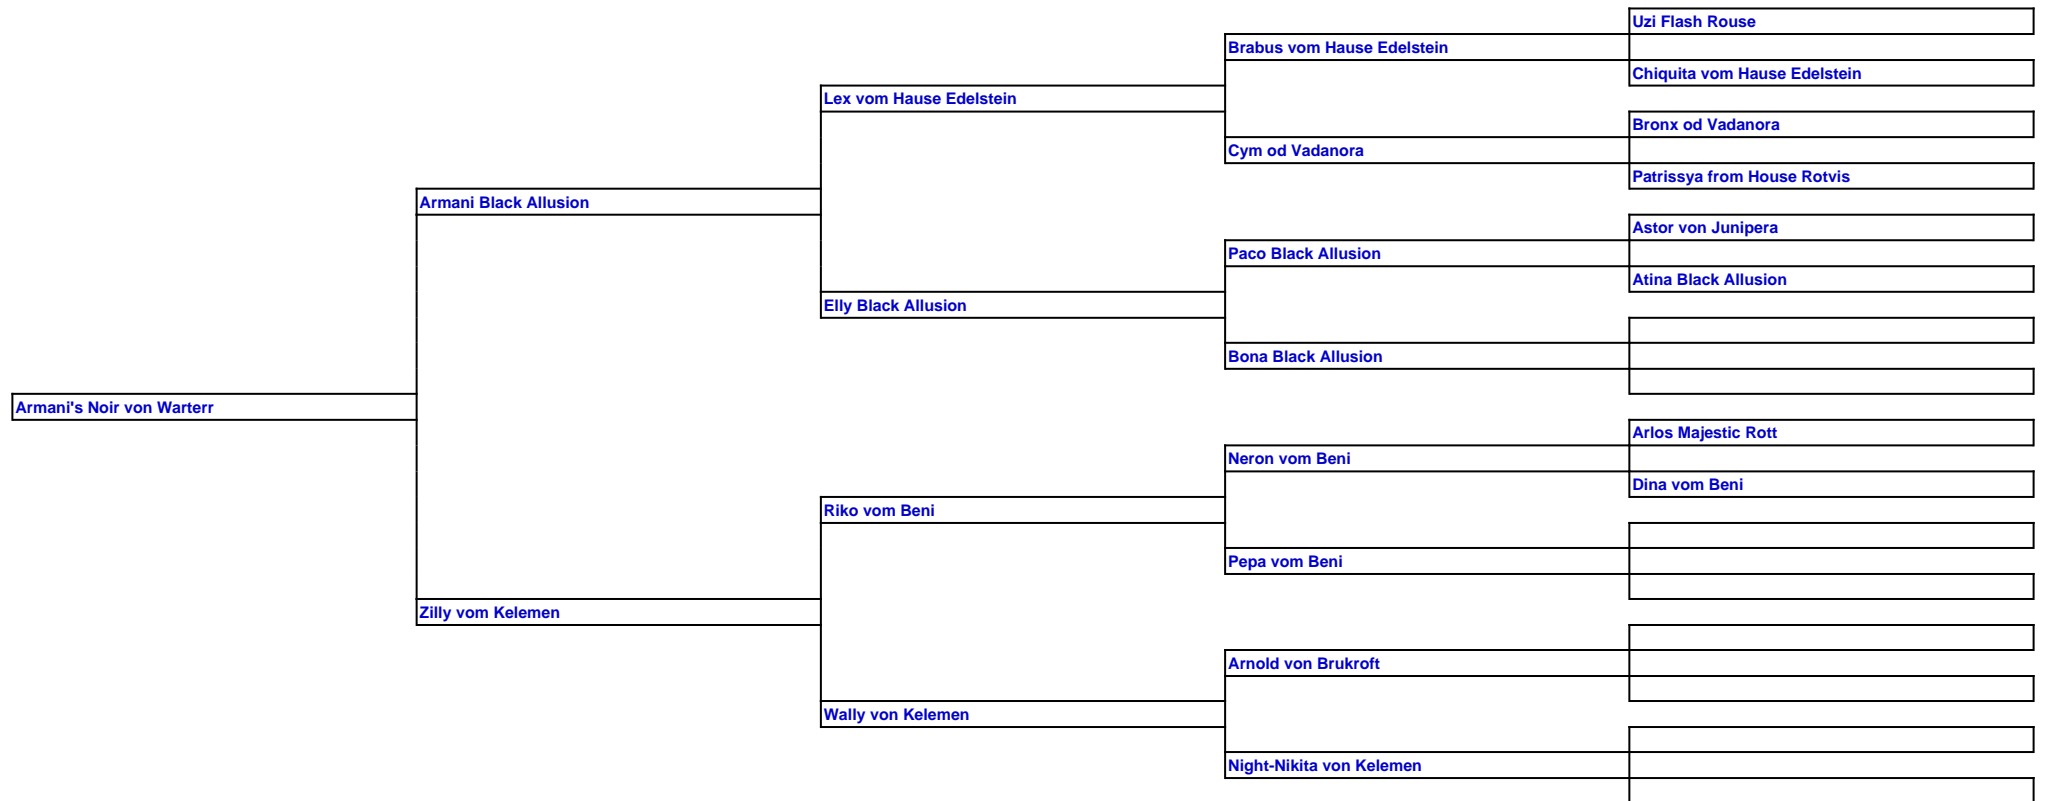 Uzi Flash Rouse
Brabus vom Hause Edelstein
Chiquita vom Hause Edelstein
Lex vom Hause Edelstein
Bronx od Vadanora
Cym od Vadanora
Patrissya from House Rotvis
Armani Black Allusion
Astor von Junipera
Paco Black Allusion
Atina Black Allusion
Elly Black Allusion
Bona Black Allusion
Armani's Noir von Warterr
Arlos Majestic Rott
Neron vom Beni
Dina vom Beni
Riko vom Beni
Pepa vom Beni
Zilly vom Kelemen
Arnold von Brukroft
Wally von Kelemen
Night-Nikita von Kelemen